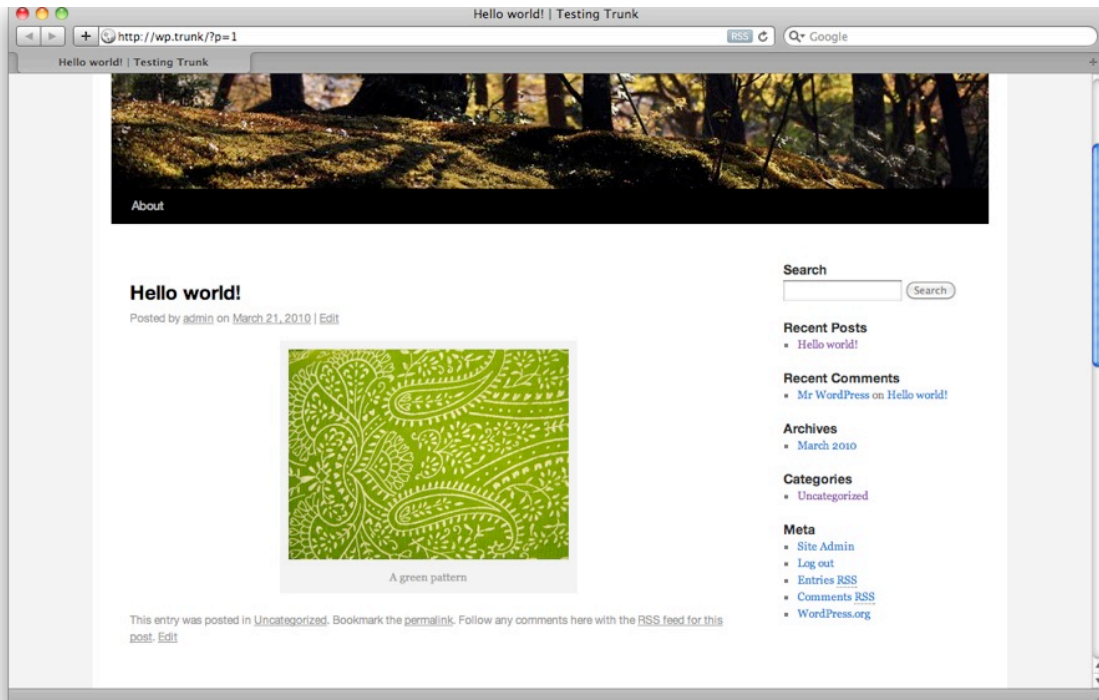 Hello world! | Testing Trunk
http://wp.trunk/?p=1
RSS
Google
Hello world! | Testing Trunk
About
Hello world!
Posted by admin on March 21, 2010 | Edit
A green pattern
This entry was posted in Uncategorized. Bookmark the permalink. Follow any comments here with the RSS feed for this
post. Edit
Search
Search
Recent Posts
Hello world!
Recent Comments
Mr WordPress on Hello world!
Archives
March 2010
Categories
Uncategorized
Meta
Site Admin
Log out
Entries RSS
Comments RSS
WordPress.org